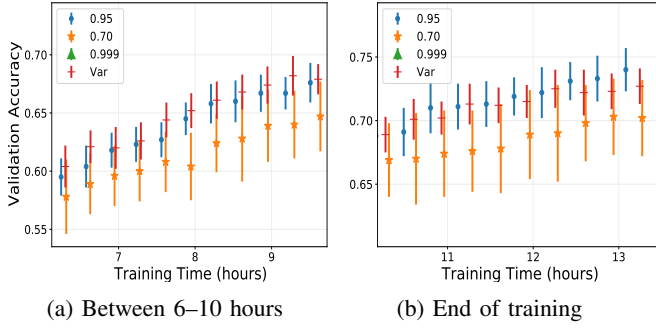 0.95
0.70
0.999
Var
0.70
0.65
0.60
0.55
Validation Accuracy
7 8 9
Training Time (hours)
(a) Between 6–10 hours
0.95
0.70
0.999
Var
0.75
0.70
0.65
11 12 13
Training Time (hours)
(b) End of training